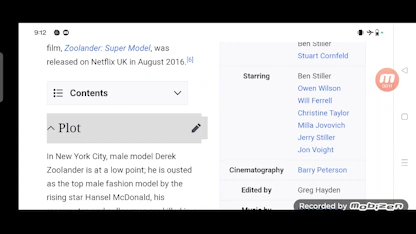 9:12
film, Zoolander: Super Model, was
released on Netflix UK in August 2016.[6]
Contents
Plot
In New York City, male model Derek
Zoolander is at a low point; he is ousted
as the top male fashion model by the
rising star Hansel McDonald, his
Ben Stiller
Stuart Cornfeld
Starring
Ben Stiller
Owen Wilson
Will Ferrell
Christine Taylor
Milla Jovovich
Jerry Stiller
Jon Voight
Cinematography
Barry Peterson
Edited by
Greg Hayden
Music by
Recorded by
mobizen